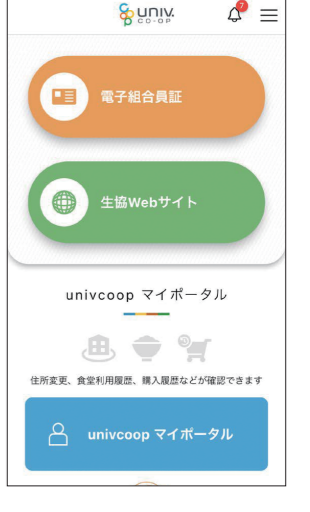 UNIV.
CO-OP
電子組合員証
生協Webサイト
univcoop マイポータル
住所変更、食堂利用履歴、購入履歴などが確認できます
univcoop マイポータル